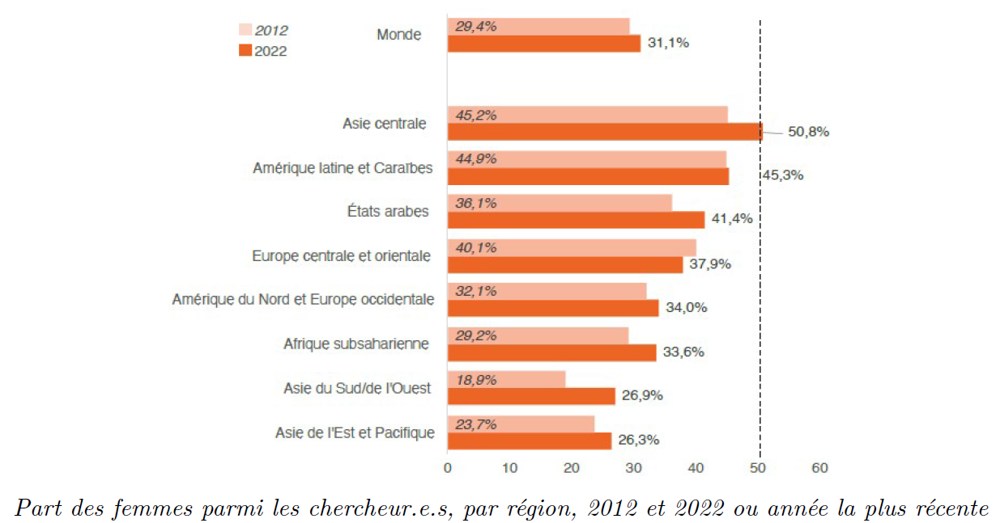 2012
2022
Monde
29,4%
31,1%
Asie centrale
45,2%
50,8%
Amérique latine et Caraïbes
44,9%
45,3%
États arabes
36,1%
41,4%
Europe centrale et orientale
40,1%
37,9%
Amérique du Nord et Europe occidentale
32,1%
34,0%
Afrique subsaharienne
29,2%
33,6%
Asie du Sud/de l'Ouest
18,9%
26,9%
Asie de l'Est et Pacifique
23,7%
26,3%
0 10 20 30 40 50 60
Part des femmes parmi les chercheur.e.s, par région, 2012 et 2022 ou année la plus récente